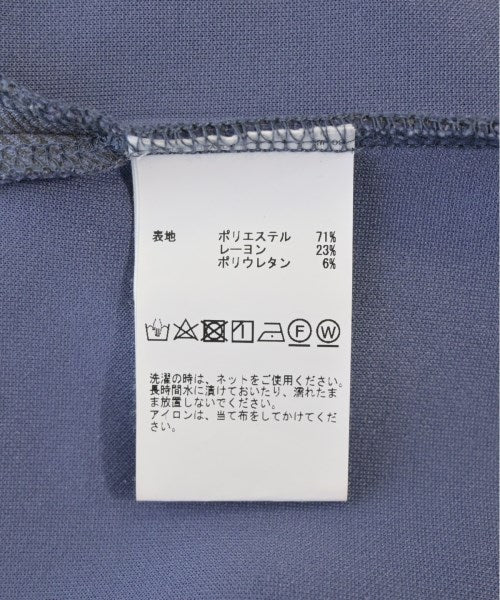 表地 ポリエステル 71%
レーヨン 23%
ポリウレタン 6%
F W
洗濯の時は、ネットをご使用ください。
長時間水に漬けておいたり、濡れたま
ま放置しないでください。
アイロンは、当て布をしてかけてくだ
さい。